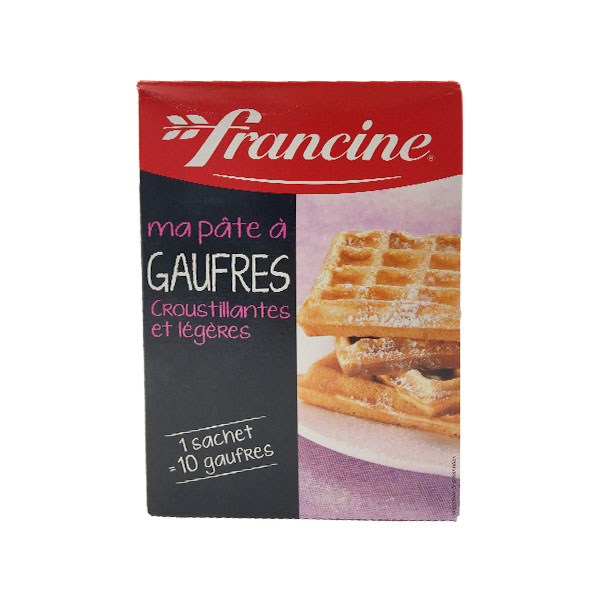 francine®
ma pâte à
GAUFRES
Croustillantes
et légères
1 sachet
= 10 gaufres